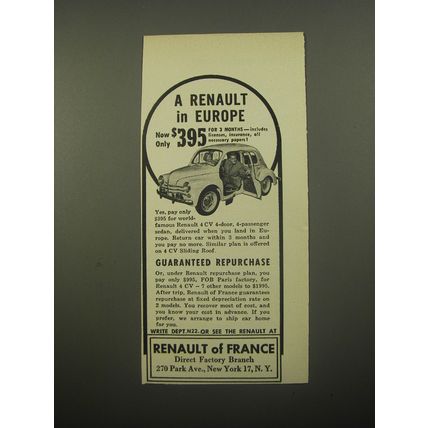 A RENAULT
in EUROPE
Now Only $395 FOR 3 MONTHS—includes
licenses, insurance, all
necessary papers!
Yes, pay only
$395 for world-
famous Renault 4 CV 4-door, 4-passenger
sedan, delivered when you land in Eu-
rope. Return car within 3 months and
you pay no more. Similar plan is offered
on 4 CV Sliding Roof.
GUARANTEED REPURCHASE
Or, under Renault repurchase plan, you
pay only $995, FOB Paris factory, for
Renault 4 CV – 7 other models to $1995.
After trip, Renault of France guarantees
repurchase at fixed depreciation rate on
2 models. You recover most of cost, and
you know your cost in advance. If you
prefer, we arrange to ship car home
for you.
WRITE DEPT. N22–OR SEE THE RENAULT AT
RENAULT of FRANCE
Direct Factory Branch
270 Park Ave., New York 17, N. Y.